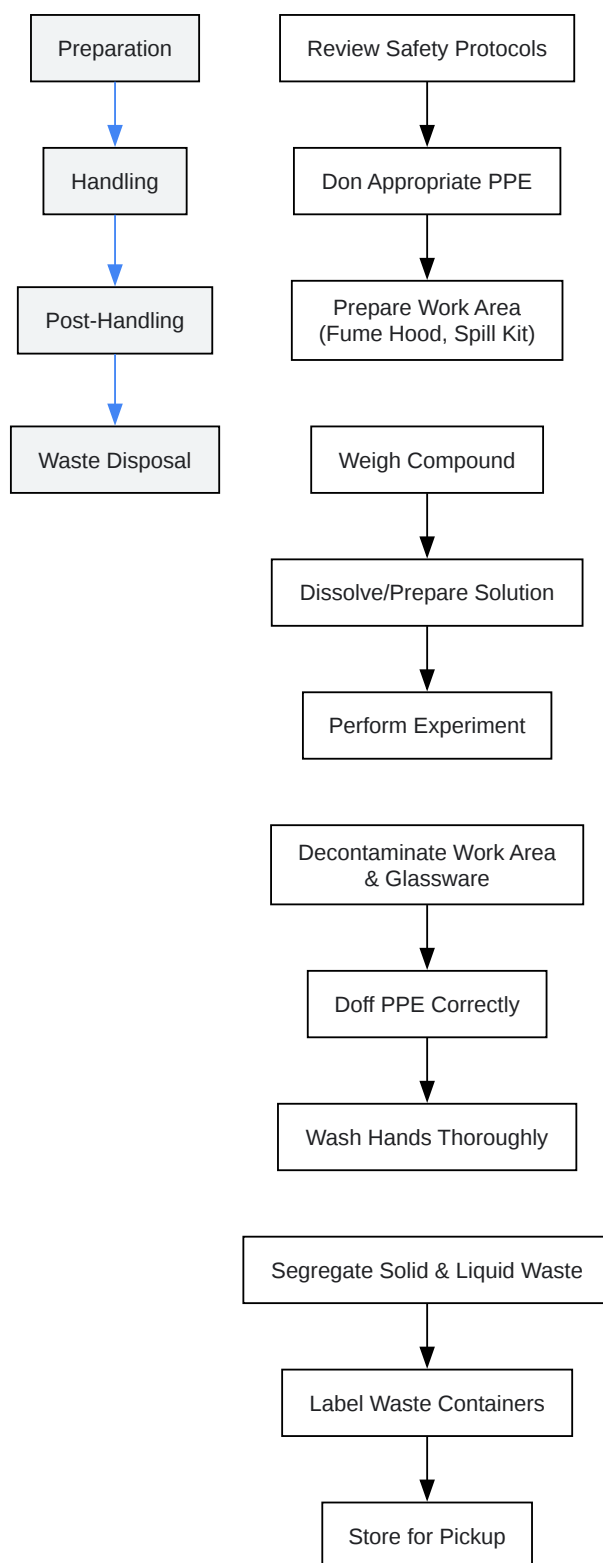 Preparation
Handling
Post-Handling
Waste Disposal
Review Safety Protocols
Don Appropriate PPE
Prepare Work Area
(Fume Hood, Spill Kit)
Weigh Compound
Dissolve/Prepare Solution
Perform Experiment
Decontaminate Work Area
& Glassware
Doff PPE Correctly
Wash Hands Thoroughly
Segregate Solid & Liquid Waste
Label Waste Containers
Store for Pickup